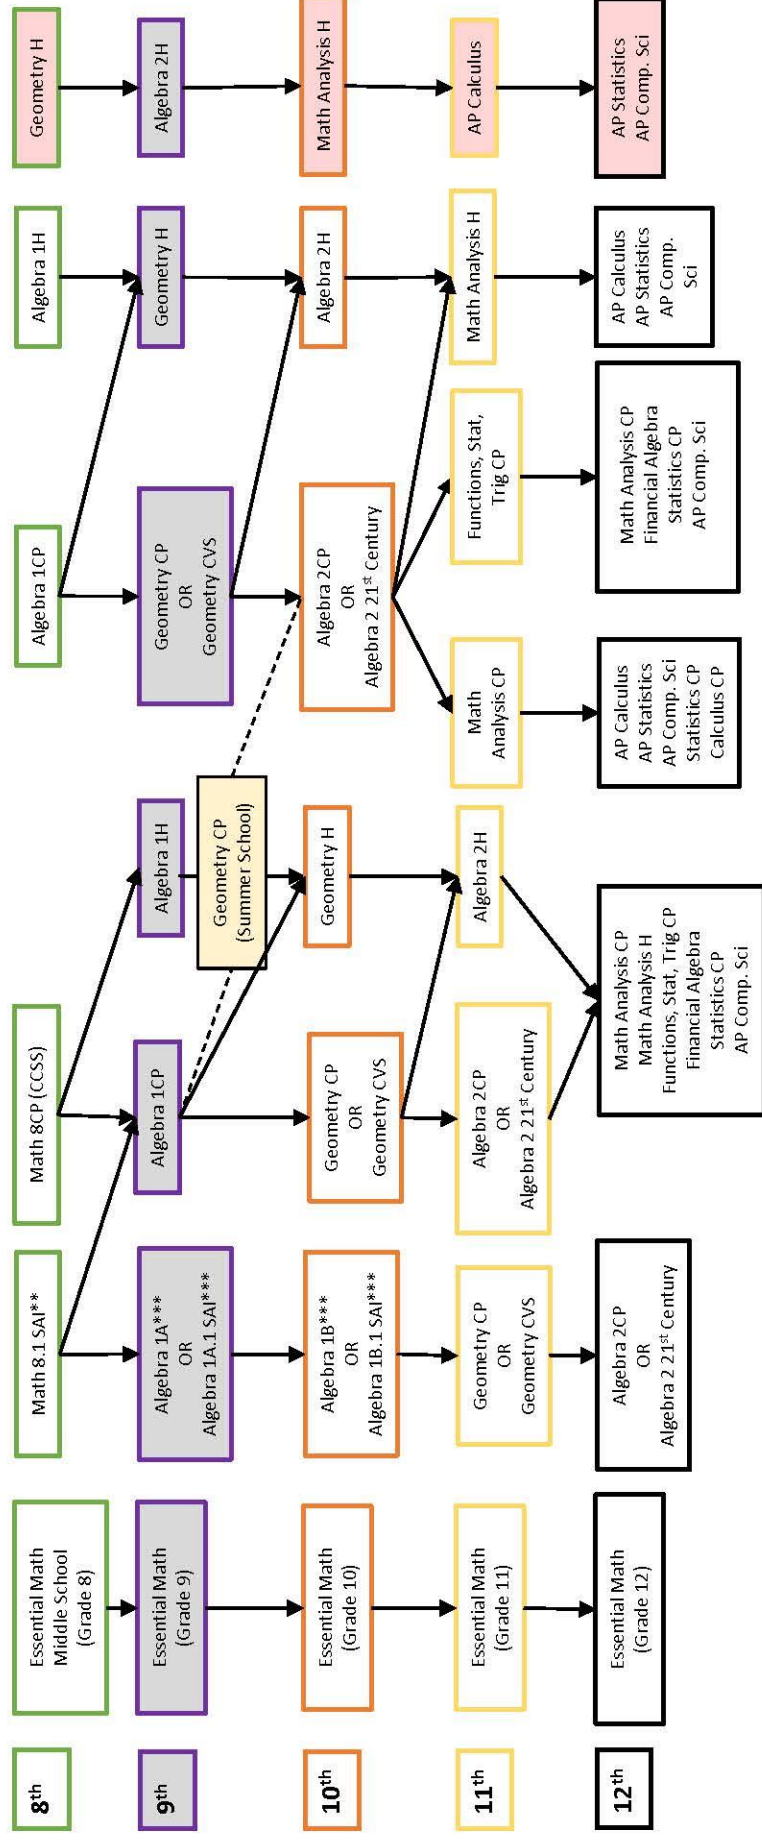 8th
Essential Math
Middle School
(Grade 8)
Math 8.1 SAI**
Math 8CP (CCSS)
Algebra 1CP
Algebra 1H
Geometry H
9th
Essential Math
(Grade 9)
Algebra 1A***
OR
Algebra 1A.1 SAI***
Algebra 1CP
Algebra 1H
Geometry CP
OR
Geometry CVS
Geometry H
Algebra 2H
Geometry CP
(Summer School)
10th
Essential Math
(Grade 10)
Algebra 1B***
OR
Algebra 1B.1 SAI***
Geometry CP
OR
Geometry CVS
Geometry H
Algebra 2CP
OR
Algebra 2 21st Century
Algebra 2H
Math Analysis H
11th
Essential Math
(Grade 11)
Geometry CP
OR
Geometry CVS
Algebra 2CP
OR
Algebra 2 21st Century
Algebra 2H
Math
Analysis CP
Functions, Stat,
Trig CP
Math Analysis H
AP Calculus
12th
Essential Math
(Grade 12)
Algebra 2CP
OR
Algebra 2 21st Century
Math Analysis CP
Math Analysis H
Functions, Stat, Trig CP
Financial Algebra
Statistics CP
AP Comp. Sci
AP Calculus
AP Statistics
AP Comp. Sci
Statistics CP
Calculus CP
Math Analysis CP
Financial Algebra
Statistics CP
AP Comp. Sci
AP Calculus
AP Statistics
AP Comp.
Sci
AP Statistics
AP Comp. Sci